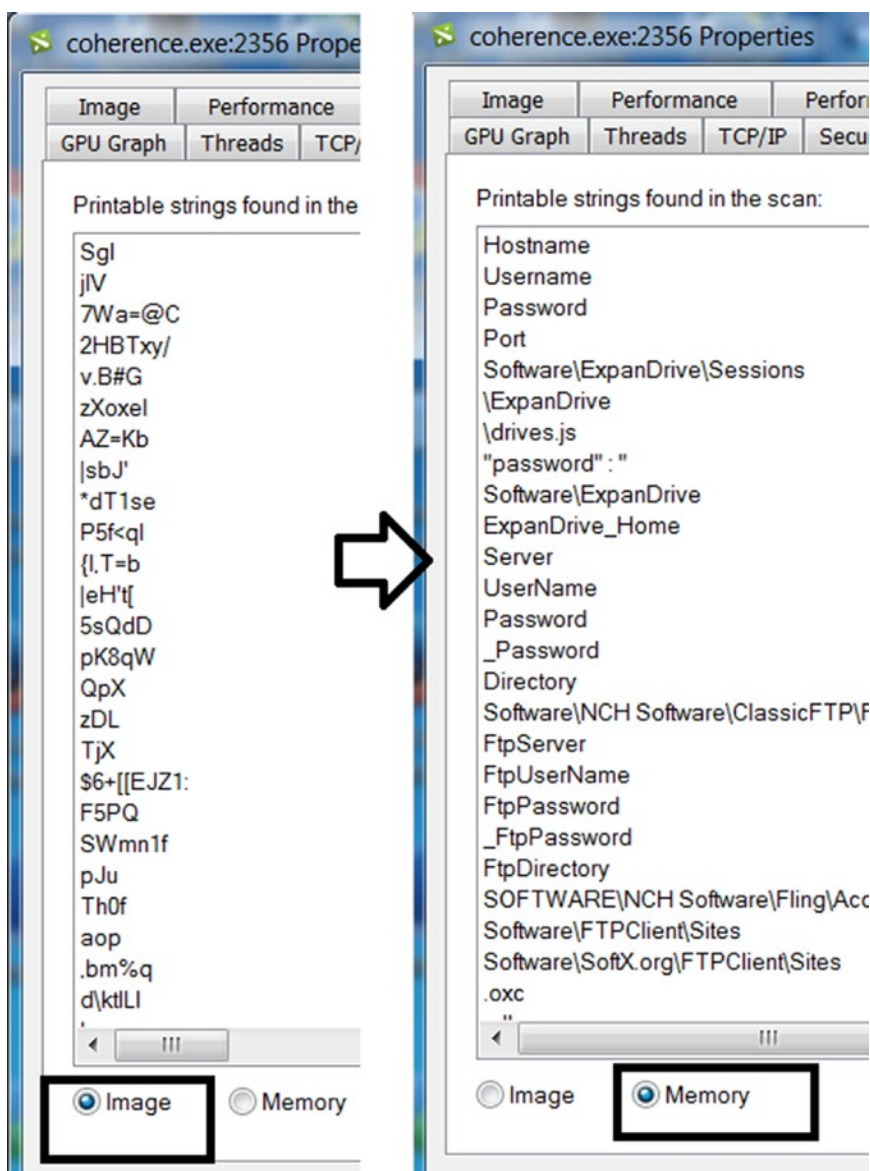 coherence.exe:2356 Prope
Image Performance
GPU Graph Threads TCP/
Printable strings found in the
Sgl
jlV
7Wa=@C
2HBTxy/
v.B#G
zXoxel
AZ=Kb
|sbJ'
*dT1se
P5f<ql
{l,T=b
|eH't[
5sQdD
pK8qW
QpX
zDL
TjX
$6+[[EJZ1:
F5PQ
SWmn1f
pJu
Th0f
aop
,bm%q
d\ktlLI
Image Memory
coherence.exe:2356 Properties
Image Performance Perfor
GPU Graph Threads TCP/IP Secu
Printable strings found in the scan:
Hostname
Username
Password
Port
Software\ExpanDrive\Sessions
\ExpanDrive
\drives.js
"password" : "
Software\ExpanDrive
ExpanDrive_Home
Server
UserName
Password
_Password
Directory
Software\NCH Software\ClassicFTP\F
FtpServer
FtpUserName
FtpPassword
_FtpPassword
FtpDirectory
SOFTWARE\NCH Software\Fling\Acc
Software\FTPClient\Sites
Software\SoftX.org\FTPClient\Sites
.oxc
Image Memory